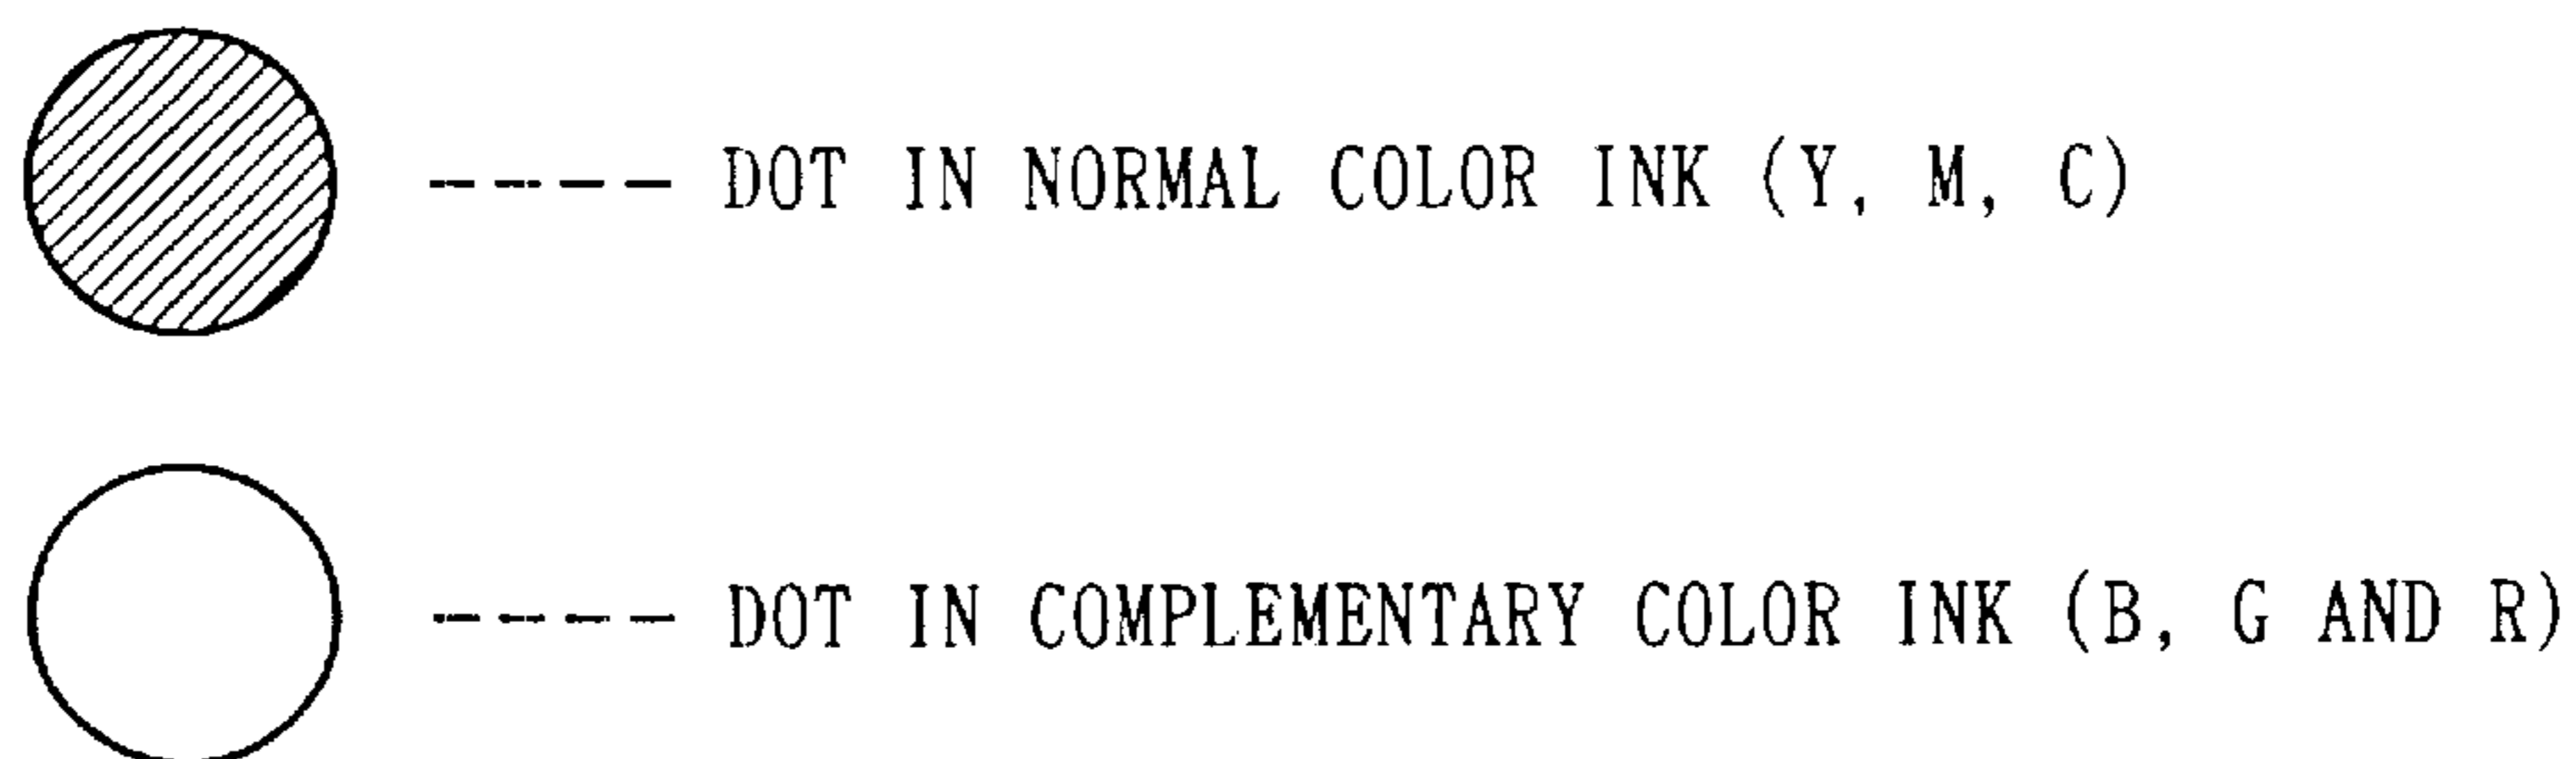 DOT IN NORMAL COLOR INK (Y, M, C)
DOT IN COMPLEMENTARY COLOR INK (B, G AND R)